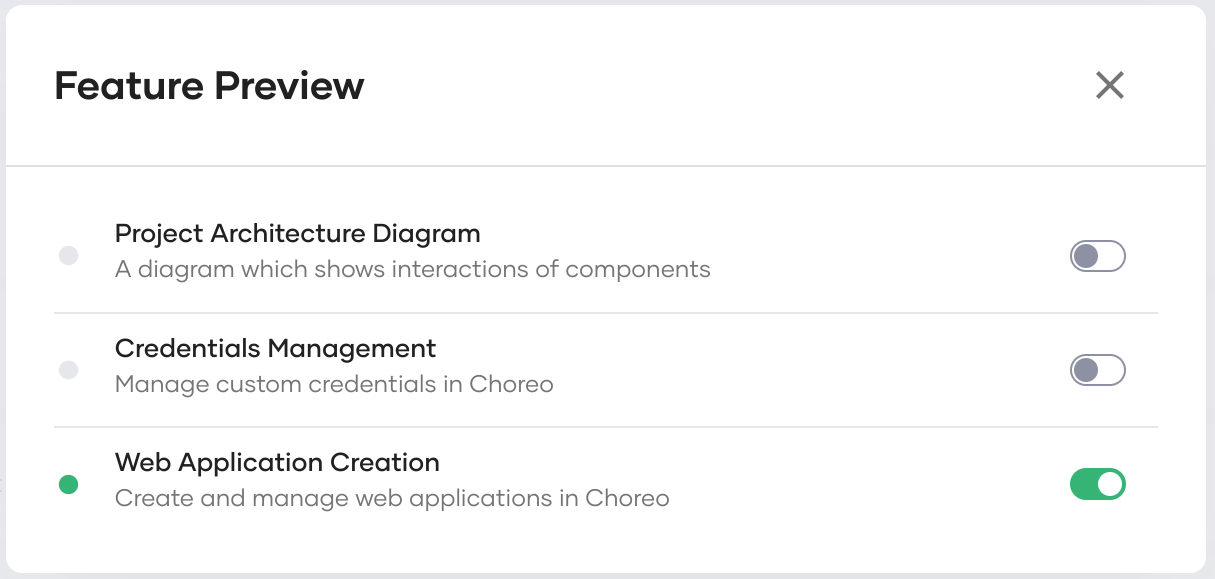 Feature Preview
Project Architecture Diagram
A diagram which shows interactions of components
Credentials Management
Manage custom credentials in Choreo
Web Application Creation
Create and manage web applications in Choreo